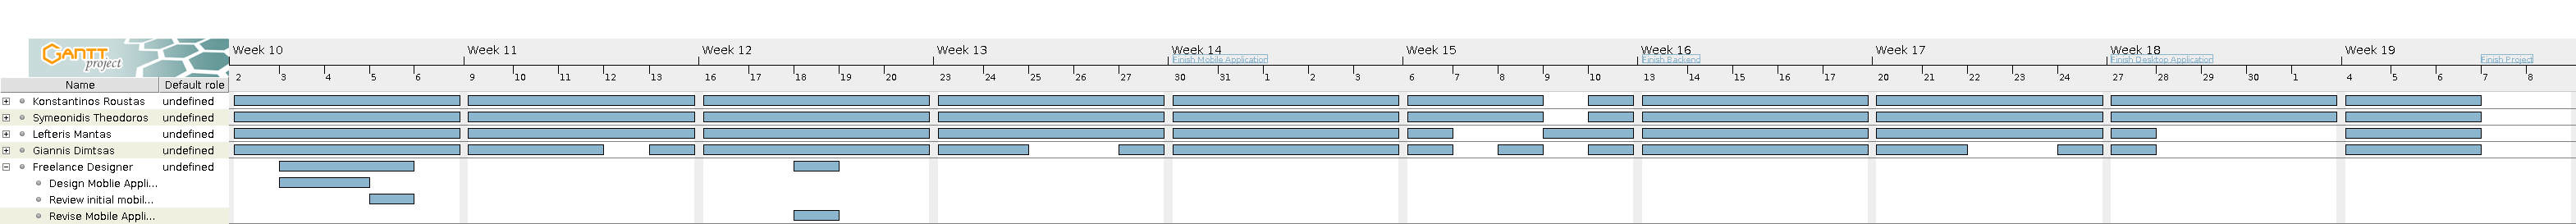 GANTT
project
Week 10 Week 11 Week 12 Week 13 Week 14 Week 15 Week 16 Week 17 Week 18 Week 19
Finish Mobile Application Finish Backend Finish Desktop Application Finish Project
2 3 4 5 6 9 10 11 12 13 16 17 18 19 20 23 24 25 26 27 30 31 1 2 3 6 7 8 9 10 13 14 15 16 17 20 21 22 23 24 27 28 29 30 1 4 5 6 7 8
Name Default role
Konstantinos Roustas undefined
Symeonidis Theodoros undefined
Lefteris Mantas undefined
Giannis Dimtsas undefined
Freelance Designer undefined
Design Moblie Appli...
Review initial mobil...
Revise Mobile Appli...